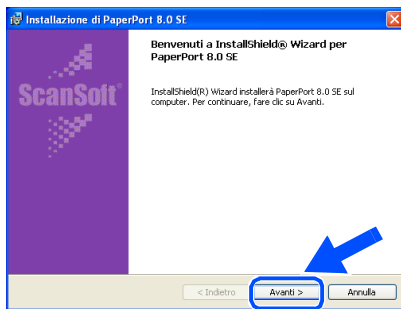 Installazione di PaperPort 8.0 SE
Benvenuti a InstallShield® Wizard per
PaperPort 8.0 SE
ScanSoft®
InstallShield(R) Wizard installerà PaperPort 8.0 SE sul
computer. Per continuare, fare clic su Avanti.
< Indietro
Avanti >
Annulla